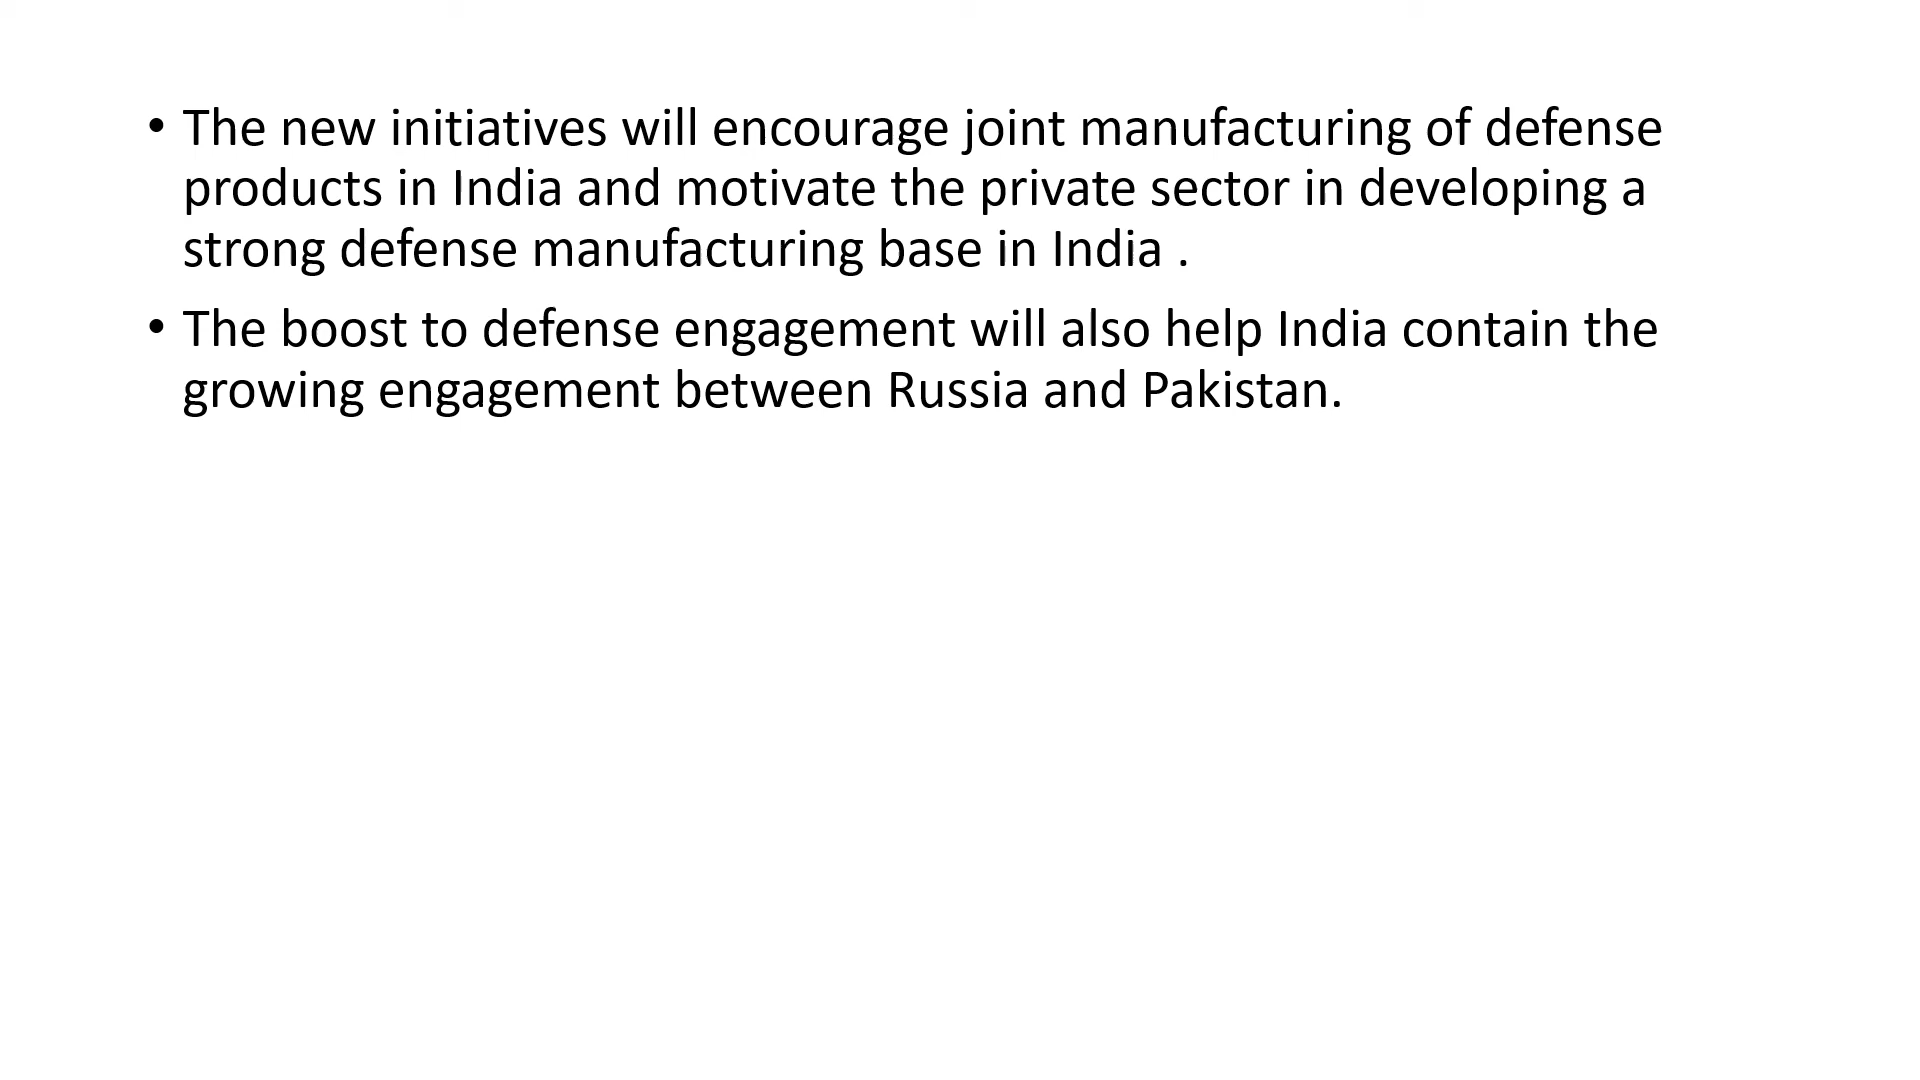 • The new initiatives will encourage joint manufacturing of defense
products in India and motivate the private sector in developing a
strong defense manufacturing base in India .
• The boost to defense engagement will also help India contain the
growing engagement between Russia and Pakistan.